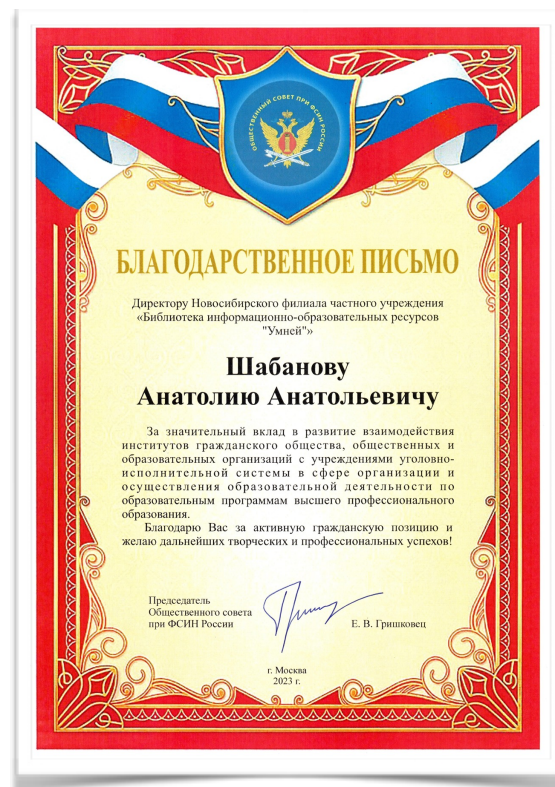 ОБЩЕСТВЕННЫЙ СОВЕТ ПРИ ФСИН РОССИИ
БЛАГОДАРСТВЕННОЕ ПИСЬМО
Директору Новосибирского филиала частного учреждения
«Библиотека информационно-образовательных ресурсов
"Умней"»
Шабанову
Анатолию Анатольевичу
За значительный вклад в развитие взаимодействия
институтов гражданского общества, общественных и
образовательных организаций с учреждениями уголовно-
исполнительной системы в сфере организации и
осуществления образовательной деятельности по
образовательным программам высшего профессионального
образования.
Благодарю Вас за активную гражданскую позицию и
желаю дальнейших творческих и профессиональных успехов!
Председатель
Общественного совета
при ФСИН России
Е. В. Гришковец
г. Москва
2023 г.